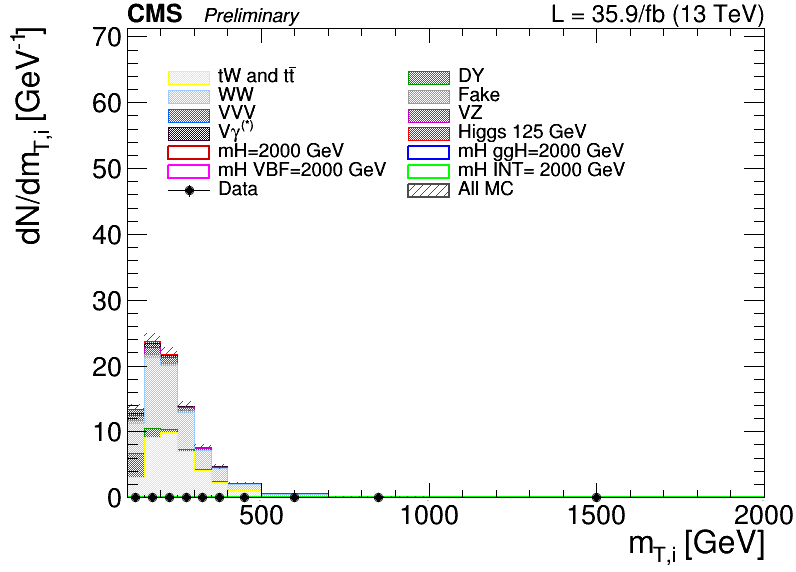 CMS Preliminary L = 35.9/fb (13 TeV)
dN/dm_{T,i} [GeV^{-1}]
70
60
50
40
30
20
10
0
tW and tt̄
DY
WW
Fake
VVV
VZ
Vγ^{(*)}
Higgs 125 GeV
mH=2000 GeV
mH ggH=2000 GeV
mH VBF=2000 GeV
mH INT= 2000 GeV
Data
All MC
500 1000 1500 2000
m_{T,i} [GeV]